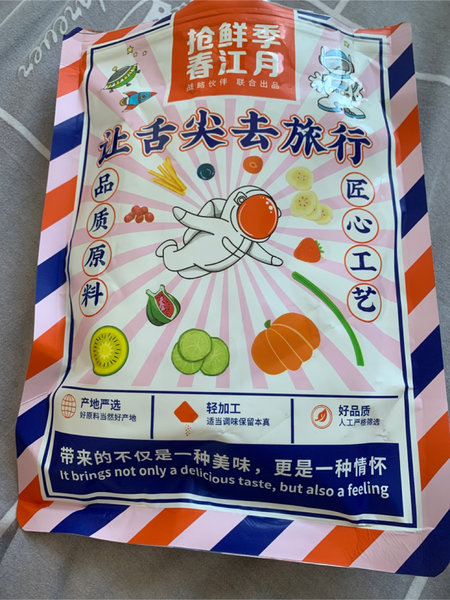 抢鲜季
春江月
战略伙伴 联合出品
让舌尖去旅行
品质原料
匠心工艺
产地严选
好原料当然好产地
轻加工
适当调味保留本真
好品质
人工严格筛选
带来的不仅是一种美味，更是一种情怀
It brings not only a delicious taste, but also a feeling